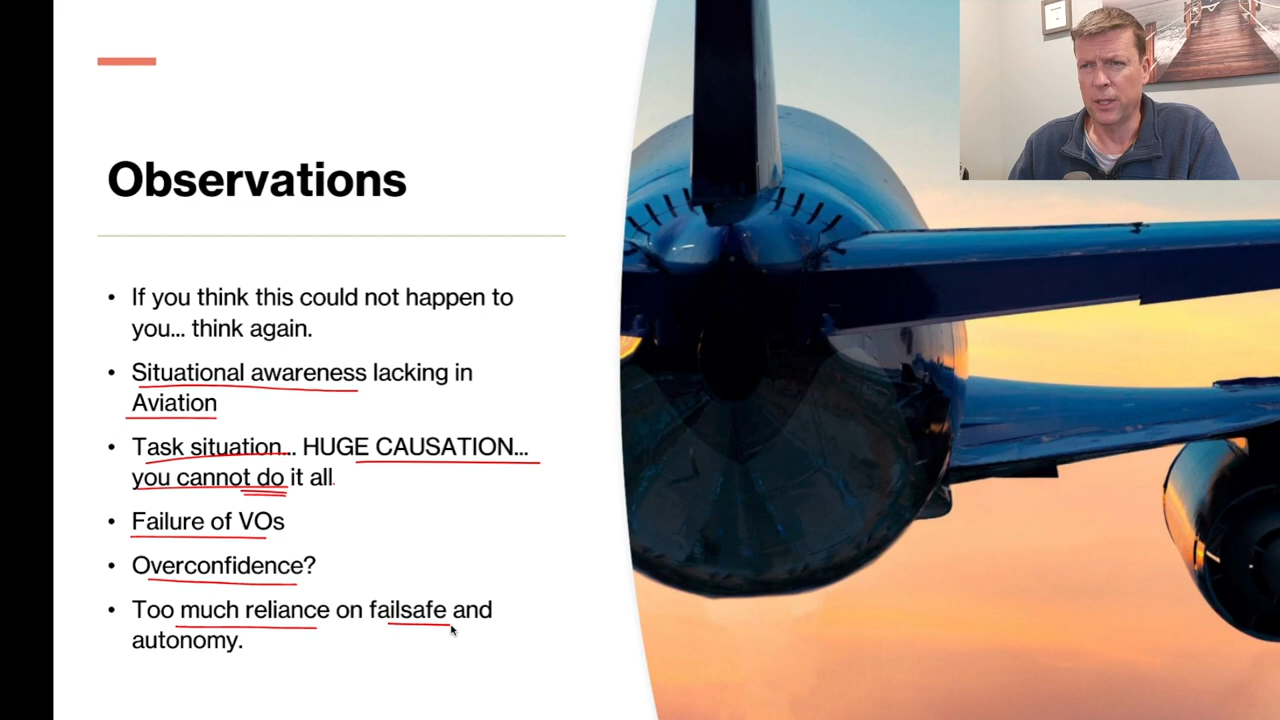 Observations
• If you think this could not happen to
you... think again.
• Situational awareness lacking in
Aviation
• Task situation... HUGE CAUSATION...
you cannot do it all.
• Failure of VOs
• Overconfidence?
• Too much reliance on failsafe and
autonomy.